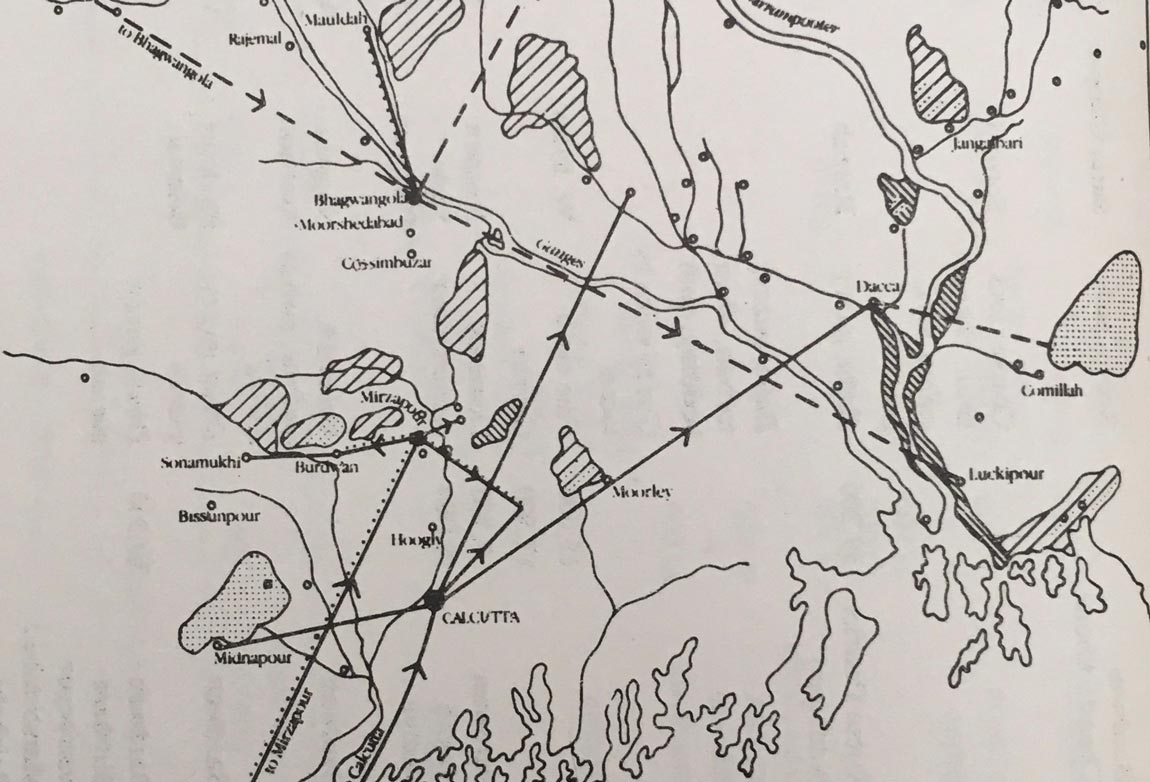 Mauldah
Rajemal
to Bhagwangola
Jangalbari
Bhagwangola
Moorshedabad
Cossimbuzar
Ganges
Dacca
Comillah
Mirzapour
Sonamukhi
Burdwan
Luckipour
Moorley
Bissunpour
Hoogly
CALCUTTA
Midnapour
to Mirzapour
Calcutta